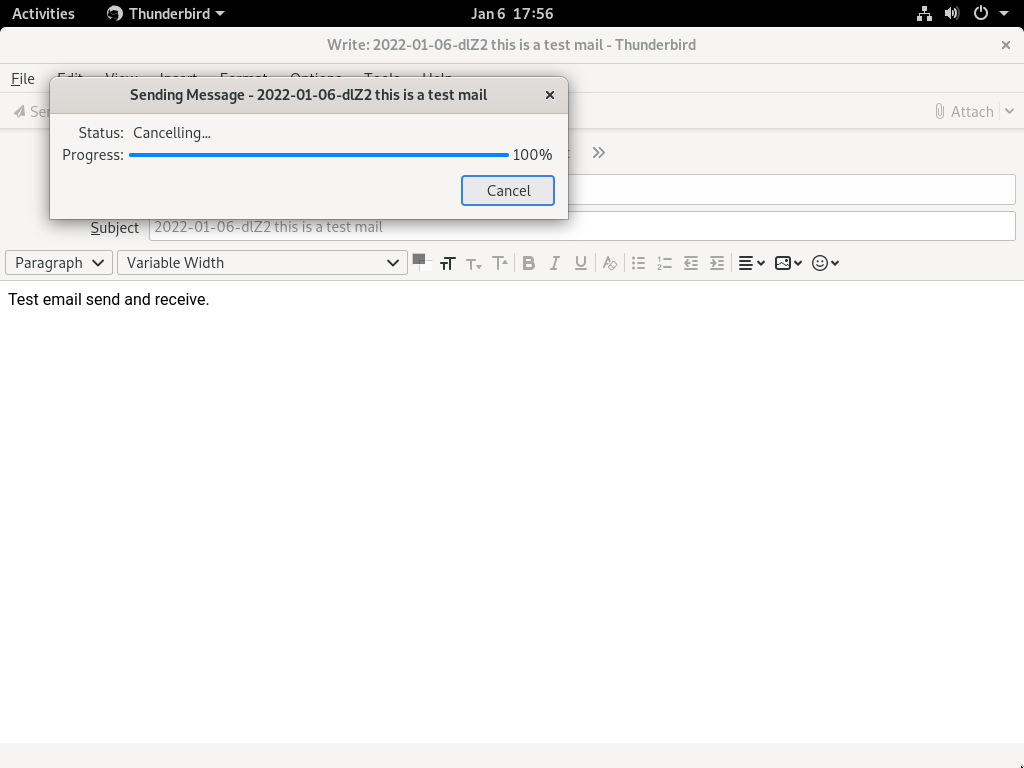 Activities Thunderbird Jan 6 17:56
Write: 2022-01-06-dlZ2 this is a test mail - Thunderbird
File Edit View Insert Format Options Tools Help
Sending Message - 2022-01-06-dlZ2 this is a test mail
Attach
Status: Cancelling...
Progress: 100%
Cancel
Subject 2022-01-06-dlZ2 this is a test mail
Paragraph Variable Width
Test email send and receive.